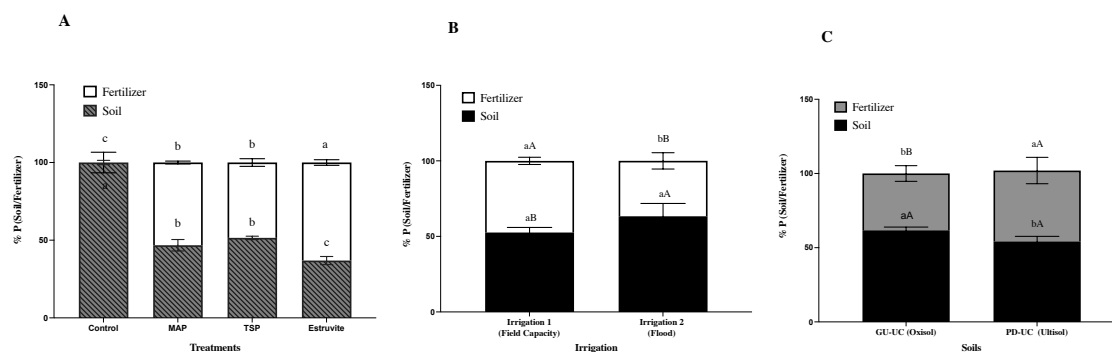 A
% P (Soil/Fertilizer)
150
100
50
0
Fertilizer
Soil
c
b
b
a
a
b
b
c
Control
MAP
TSP
Estruvite
Treatments
B
% P (Soil/Fertilizer)
150
100
50
0
Fertilizer
Soil
aA
bB
aB
aA
Irrigation 1
(Field Capacity)
Irrigation 2
(Flood)
Irrigation
C
% P (Soil/Fertilizer)
150
100
50
0
Fertilizer
Soil
bB
aA
aA
bA
GU-UC (Oxisol)
PD-UC (Ultisol)
Soils